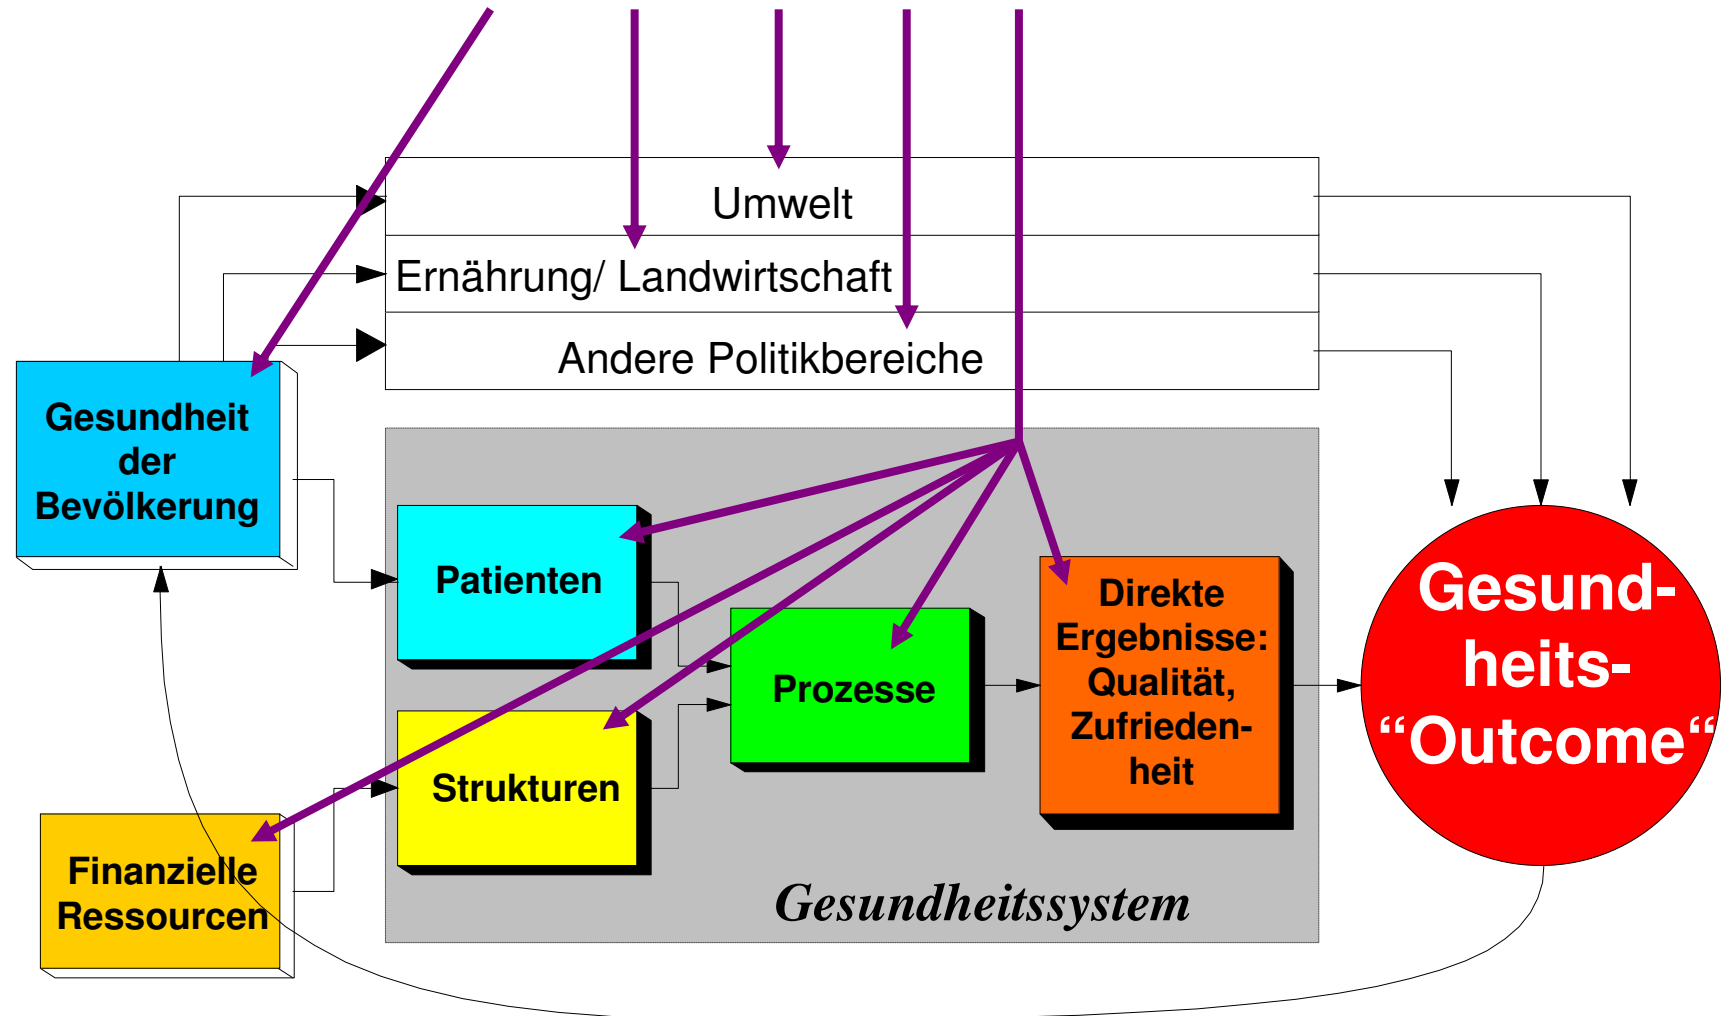 Umwelt
Ernährung/ Landwirtschaft
Andere Politikbereiche
Gesundheit
der
Bevölkerung
Patienten
Strukturen
Prozesse
Direkte
Ergebnisse:
Qualität,
Zufrieden-
heit
Gesund-
heits-
“Outcome“
Finanzielle
Ressourcen
Gesundheitssystem